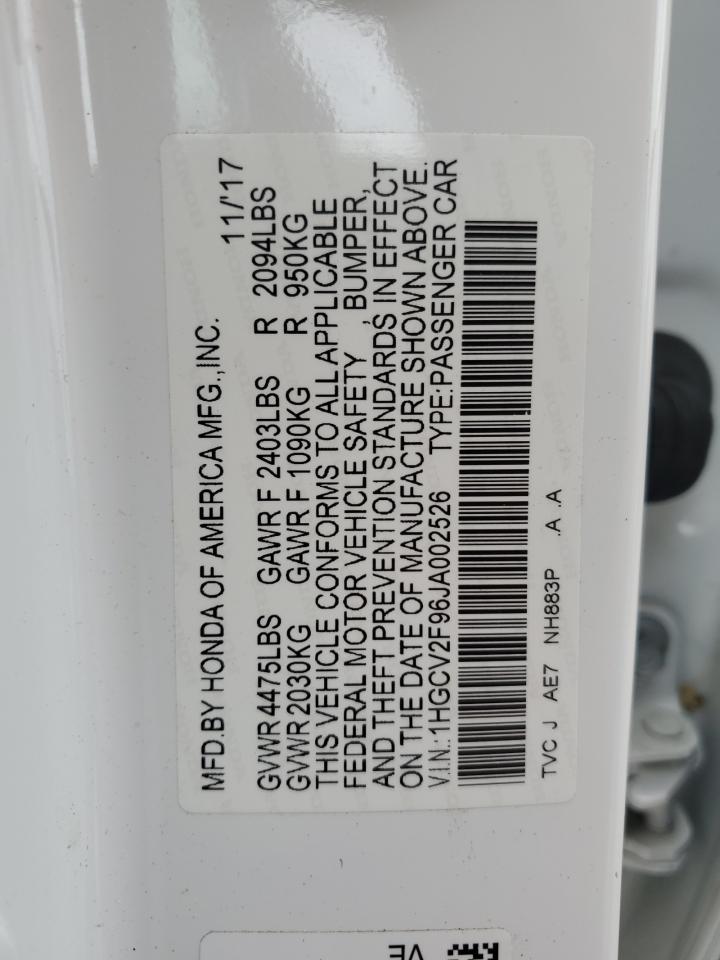 MFD.BY HONDA OF AMERICA MFG.,INC. 11/'17
GVWR 4475LBS GAWR F 2403LBS R 2094LBS
GVWR 2030KG GAWR F 1090KG R 950KG
THIS VEHICLE CONFORMS TO ALL APPLICABLE
FEDERAL MOTOR VEHICLE SAFETY , BUMPER,
AND THEFT PREVENTION STANDARDS IN EFFECT
ON THE DATE OF MANUFACTURE SHOWN ABOVE.
V.I.N.:1HGCV2F96JA002526 TYPE:PASSENGER CAR
TVC J AE7 NH883P .A .A
VE